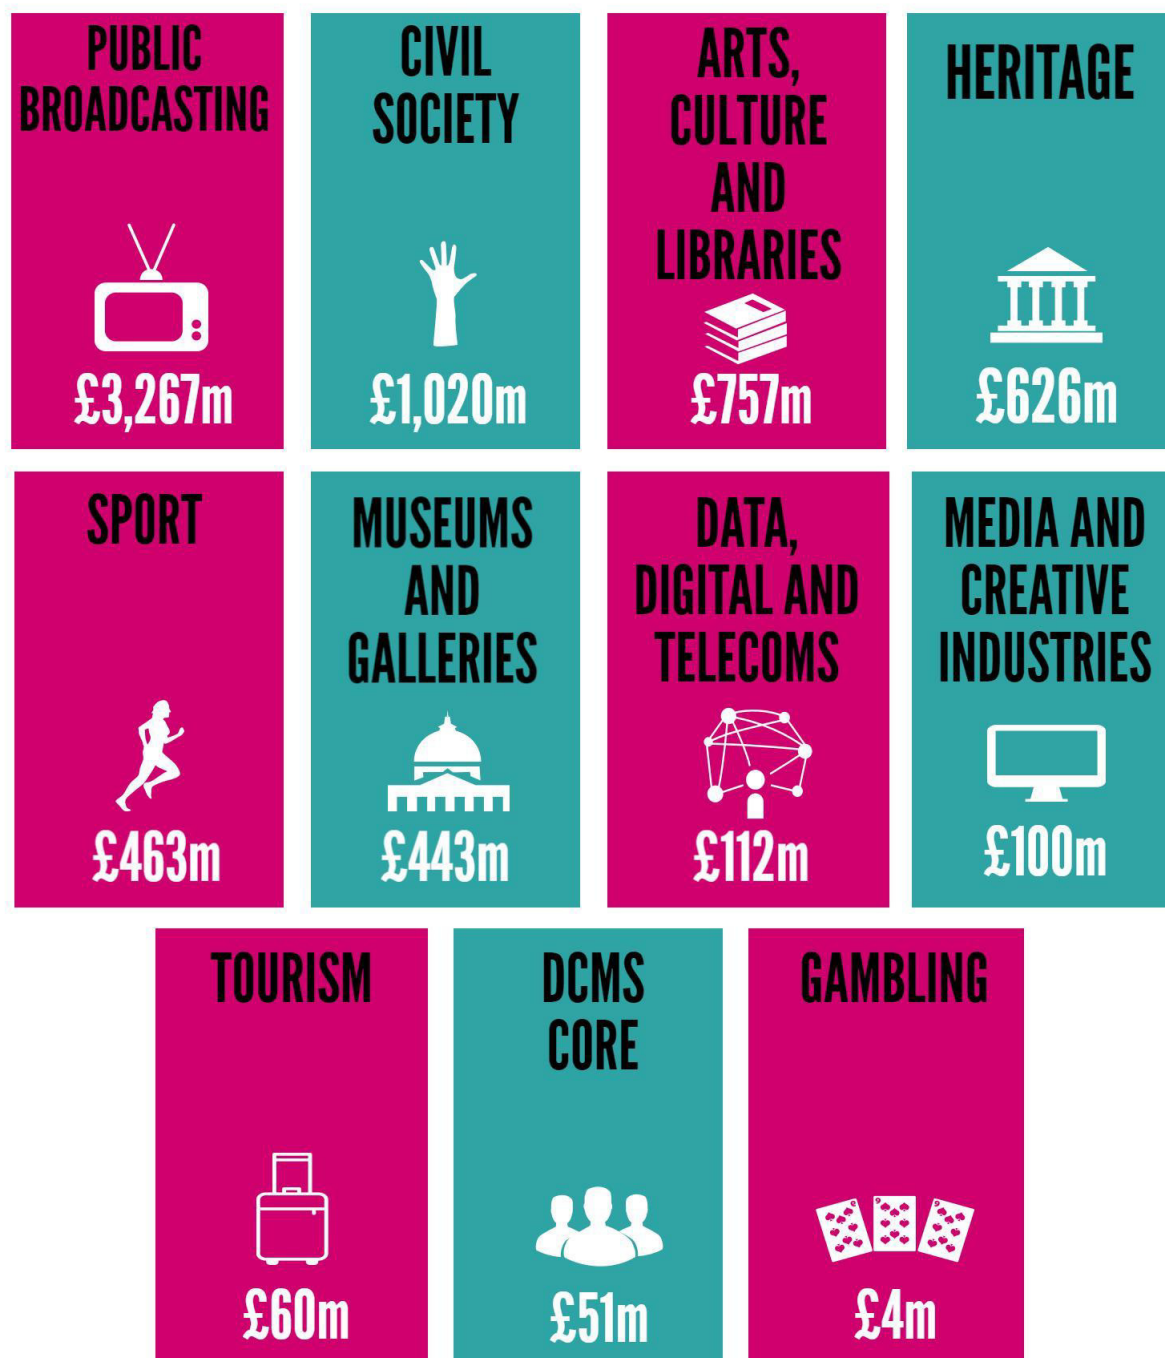 PUBLIC
BROADCASTING
£3,267m
CIVIL
SOCIETY
£1,020m
ARTS,
CULTURE
AND
LIBRARIES
£757m
HERITAGE
£626m
SPORT
£463m
MUSEUMS
AND
GALLERIES
£443m
DATA,
DIGITAL AND
TELECOMS
£112m
MEDIA AND
CREATIVE
INDUSTRIES
£100m
TOURISM
£60m
DCMS
CORE
£51m
GAMBLING
£4m